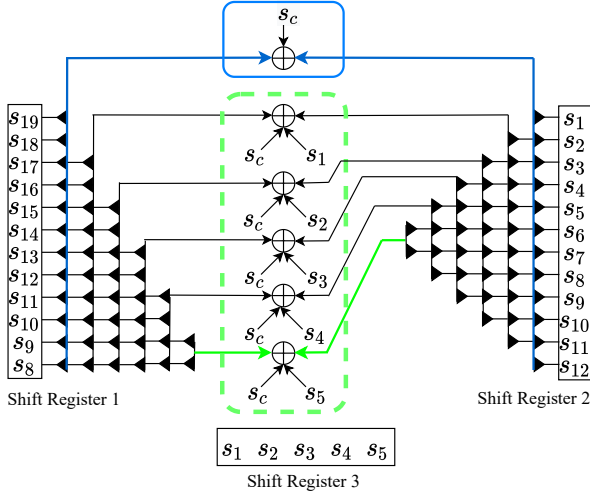 s_c
s_19
s_18
s_17
s_16
s_15
s_14
s_13
s_12
s_11
s_10
s_9
s_8
Shift Register 1
s_c s_1
s_c s_2
s_c s_3
s_c s_4
s_c s_5
s_1
s_2
s_3
s_4
s_5
s_6
s_7
s_8
s_9
s_10
s_11
s_12
Shift Register 2
s_1 s_2 s_3 s_4 s_5
Shift Register 3